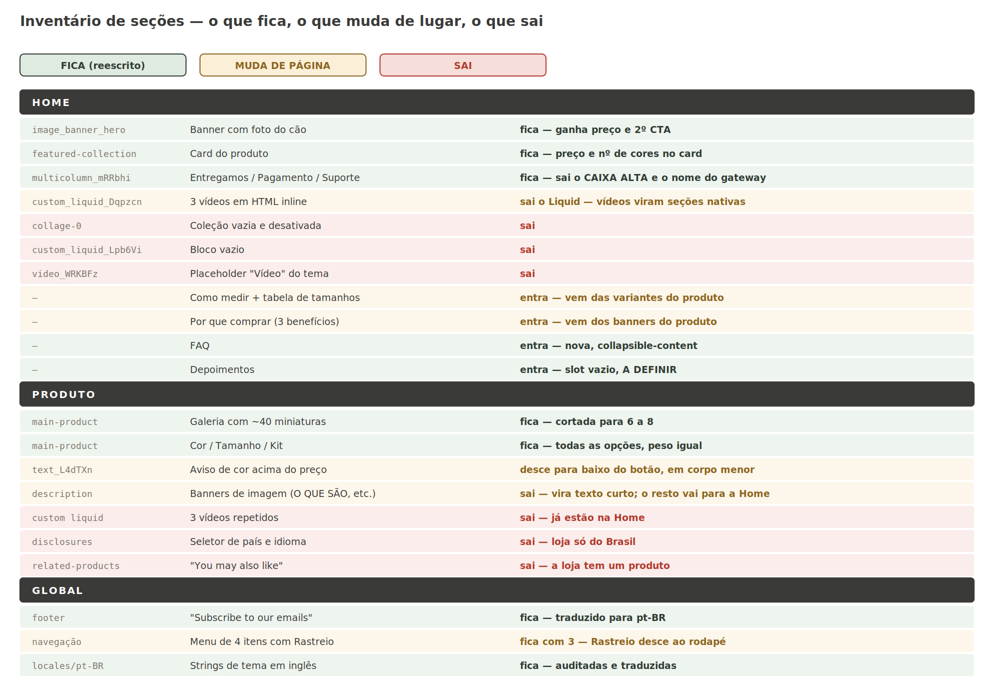 Inventário de seções — o que fica, o que muda de lugar, o que sai
FICA (reescrito) MUDA DE PÁGINA SAI
HOME
image_banner_hero Banner com foto do cão fica — ganha preço e 2º CTA
featured-collection Card do produto fica — preço e nº de cores no card
multicolumn_mRRbhi Entregamos / Pagamento / Suporte fica — sai o CAIXA ALTA e o nome do gateway
custom_liquid_Dqpzcn 3 vídeos em HTML inline sai o Liquid — vídeos viram seções nativas
collage-0 Coleção vazia e desativada sai
custom_liquid_Lpb6Vi Bloco vazio sai
video_WRKBFz Placeholder "Vídeo" do tema sai
— Como medir + tabela de tamanhos entra — vem das variantes do produto
— Por que comprar (3 benefícios) entra — vem dos banners do produto
— FAQ entra — nova, collapsible-content
— Depoimentos entra — slot vazio, A DEFINIR
PRODUTO
main-product Galeria com ~40 miniaturas fica — cortada para 6 a 8
main-product Cor / Tamanho / Kit fica — todas as opções, peso igual
text_L4dTXn Aviso de cor acima do preço desce para baixo do botão, em corpo menor
description Banners de imagem (O QUE SÃO, etc.) sai — vira texto curto; o resto vai para a Home
custom liquid 3 vídeos repetidos sai — já estão na Home
disclosures Seletor de país e idioma sai — loja só do Brasil
related-products "You may also like" sai — a loja tem um produto
GLOBAL
footer "Subscribe to our emails" fica — traduzido para pt-BR
navegação Menu de 4 itens com Rastreio fica com 3 — Rastreio desce ao rodapé
locales/pt-BR Strings de tema em inglês fica — auditadas e traduzidas